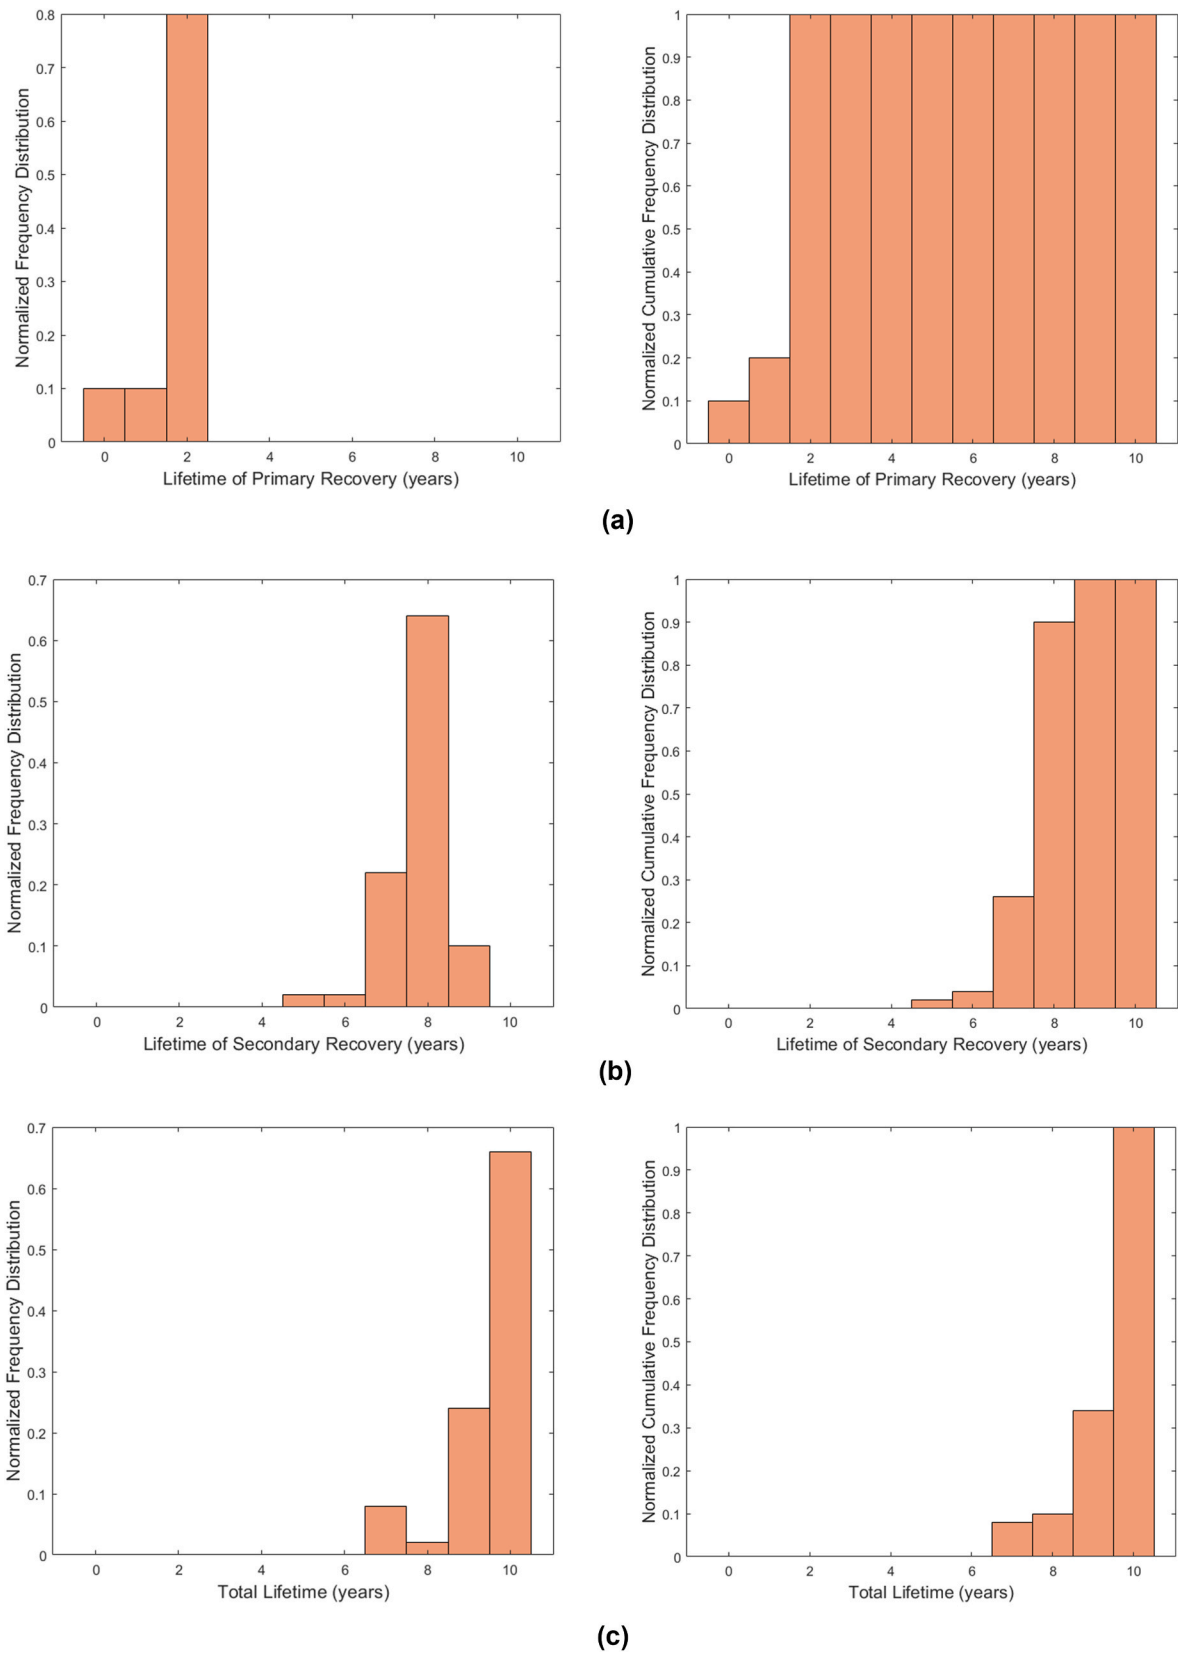 0.8
0.7
0.6
0.5
0.4
0.3
0.2
0.1
0
Normalized Frequency Distribution
0 2 4 6 8 10
Lifetime of Primary Recovery (years)
1
0.9
0.8
0.7
0.6
0.5
0.4
0.3
0.2
0.1
0
Normalized Cumulative Frequency Distribution
0 2 4 6 8 10
Lifetime of Primary Recovery (years)
(a)
0.7
0.6
0.5
0.4
0.3
0.2
0.1
0
Normalized Frequency Distribution
0 2 4 6 8 10
Lifetime of Secondary Recovery (years)
1
0.9
0.8
0.7
0.6
0.5
0.4
0.3
0.2
0.1
0
Normalized Cumulative Frequency Distribution
0 2 4 6 8 10
Lifetime of Secondary Recovery (years)
(b)
0.7
0.6
0.5
0.4
0.3
0.2
0.1
0
Normalized Frequency Distribution
0 2 4 6 8 10
Total Lifetime (years)
1
0.9
0.8
0.7
0.6
0.5
0.4
0.3
0.2
0.1
0
Normalized Cumulative Frequency Distribution
0 2 4 6 8 10
Total Lifetime (years)
(c)